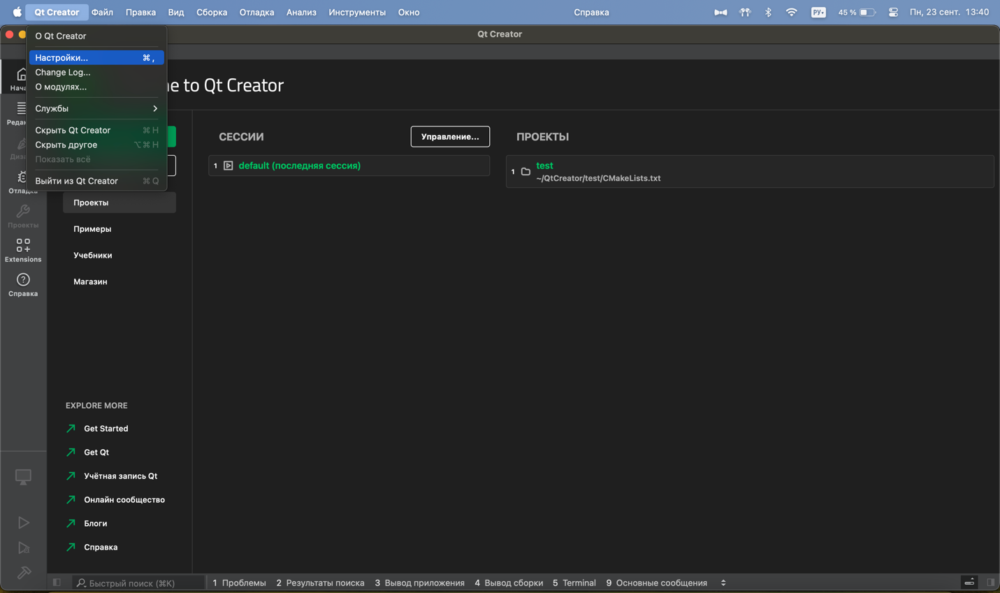 Qt Creator Файл Правка Вид Сборка Отладка Анализ Инструменты Окно Справка РУ 45 % Пн, 23 сент. 13:40
Qt Creator
О Qt Creator
Настройки... ⌘ ,
Change Log...
О модулях...
Службы
Скрыть Qt Creator ⌘ H
Скрыть другое ⌥ ⌘ H
Показать всё
Выйти из Qt Creator ⌘ Q
e to Qt Creator
Нача
Редак
Диза
Отладка
Проекты
Extensions
Справка
Проекты
Примеры
Учебники
Магазин
EXPLORE MORE
Get Started
Get Qt
Учётная запись Qt
Онлайн сообщество
Блоги
Справка
СЕССИИ
Управление...
1 default (последняя сессия)
ПРОЕКТЫ
1 test
~/QtCreator/test/CMakeLists.txt
Быстрый поиск (⌘K) 1 Проблемы 2 Результаты поиска 3 Вывод приложения 4 Вывод сборки 5 Terminal 9 Основные сообщения